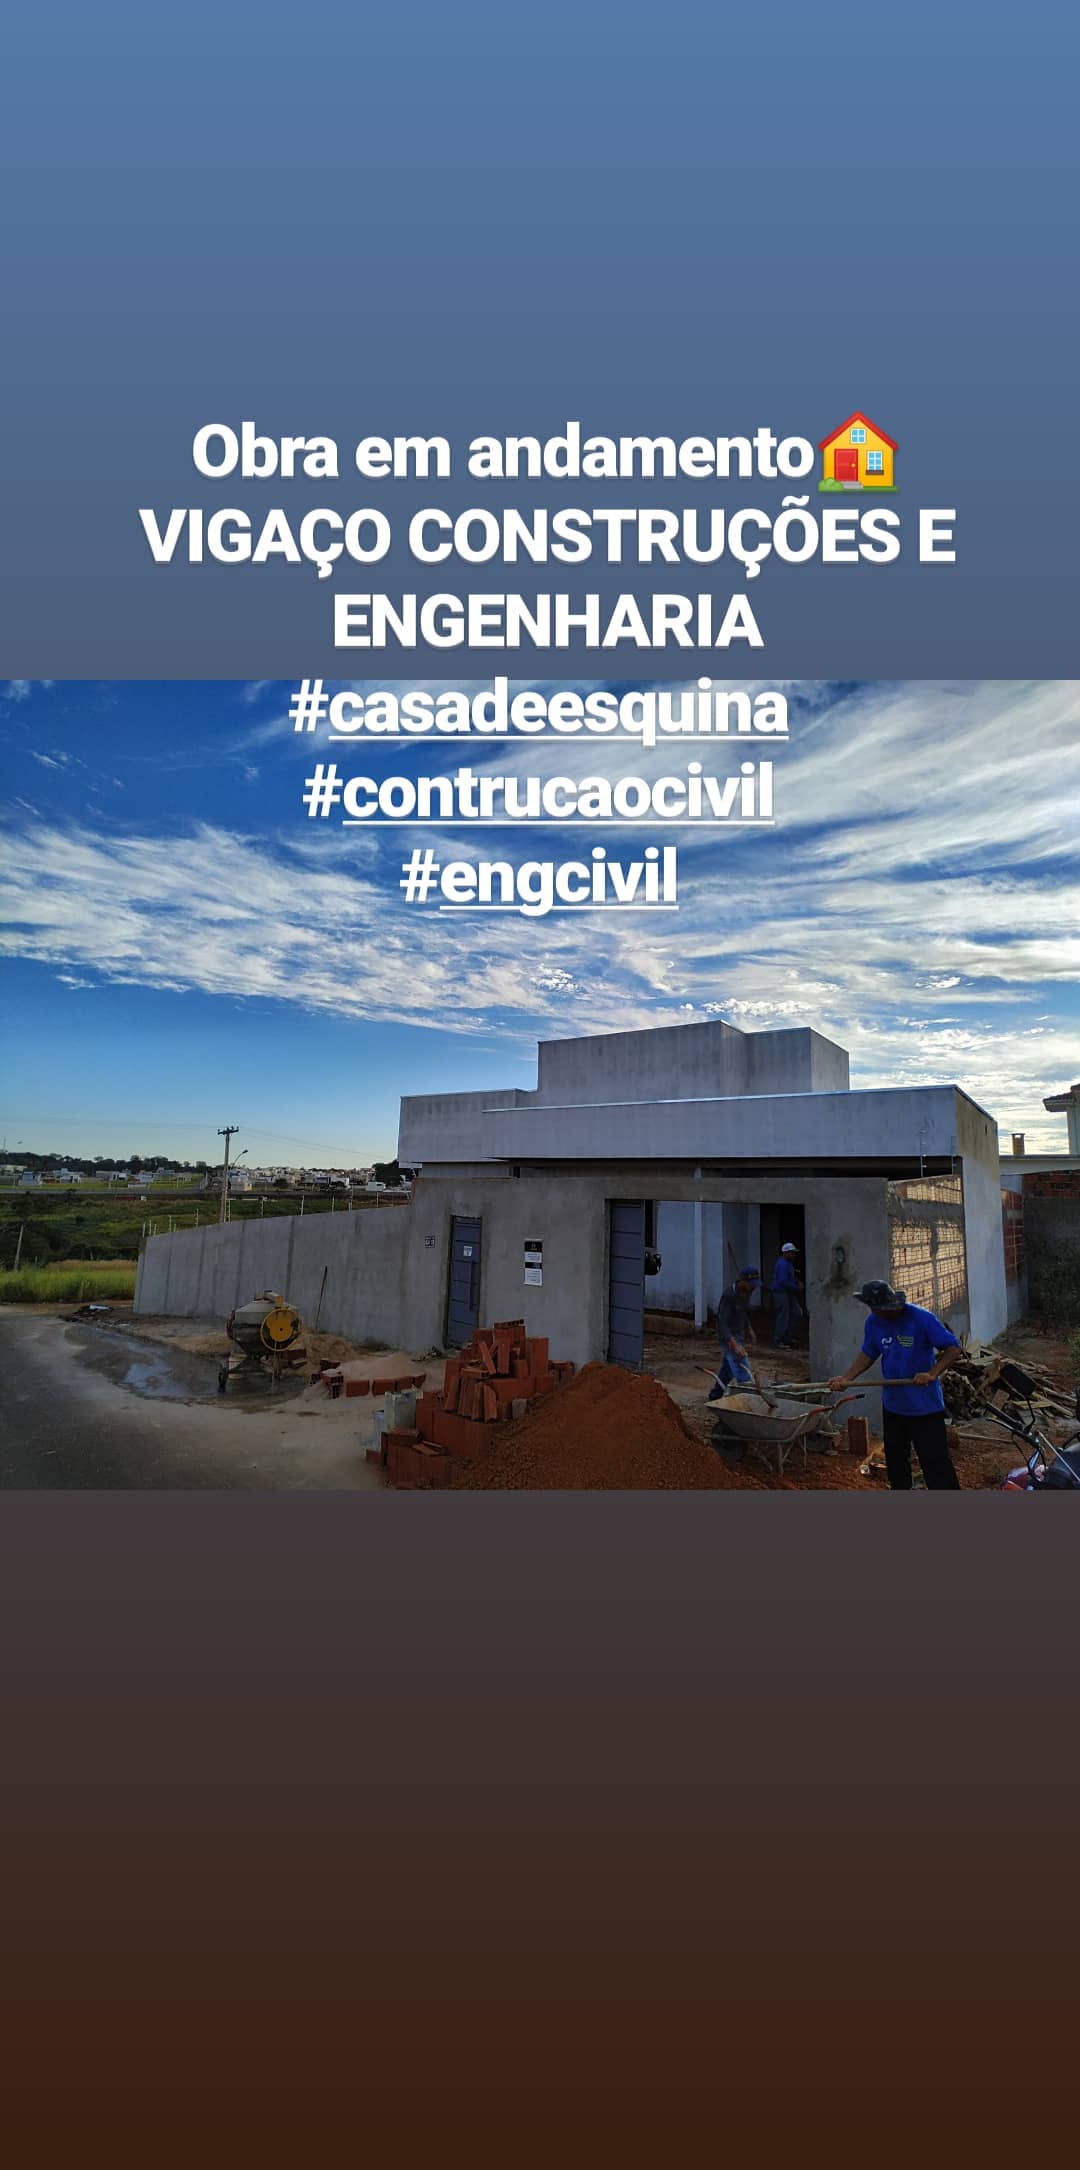 Obra em andamento🏠
VIGAÇO CONSTRUÇÕES E
ENGENHARIA
#casadeesquina
#contrucaocivil
#engcivil